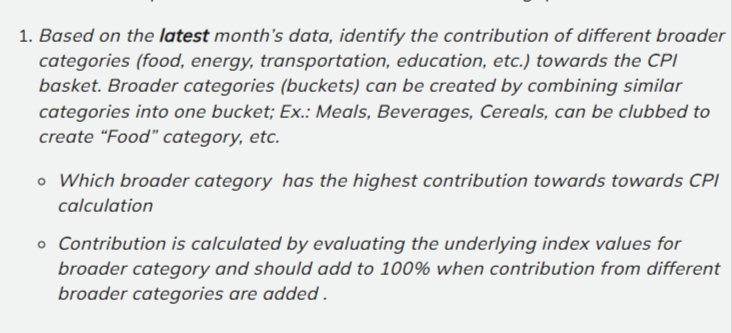 1. Based on the latest month's data, identify the contribution of different broader
categories (food, energy, transportation, education, etc.) towards the CPI
basket. Broader categories (buckets) can be created by combining similar
categories into one bucket; Ex.: Meals, Beverages, Cereals, can be clubbed to
create “Food” category, etc.
○ Which broader category has the highest contribution towards towards CPI
calculation
○ Contribution is calculated by evaluating the underlying index values for
broader category and should add to 100% when contribution from different
broader categories are added .